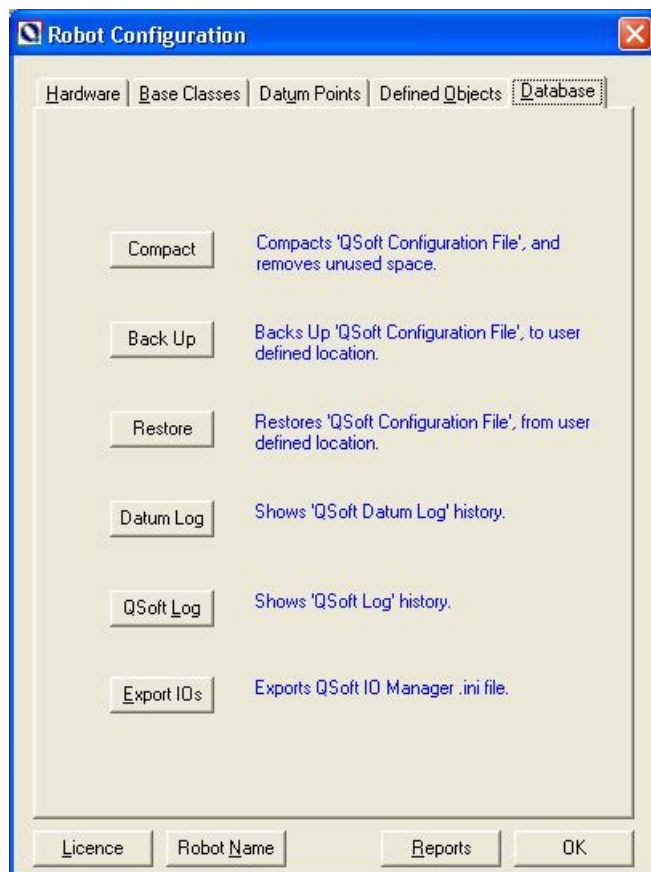 Robot Configuration
Hardware Base Classes Datum Points Defined Objects Database
Compact
Compacts 'QSoft Configuration File', and
removes unused space.
Back Up
Backs Up 'QSoft Configuration File', to user
defined location.
Restore
Restores 'QSoft Configuration File', from user
defined location.
Datum Log
Shows 'QSoft Datum Log' history.
QSoft Log
Shows 'QSoft Log' history.
Export IOs
Exports QSoft IO Manager .ini file.
Licence Robot Name Reports OK